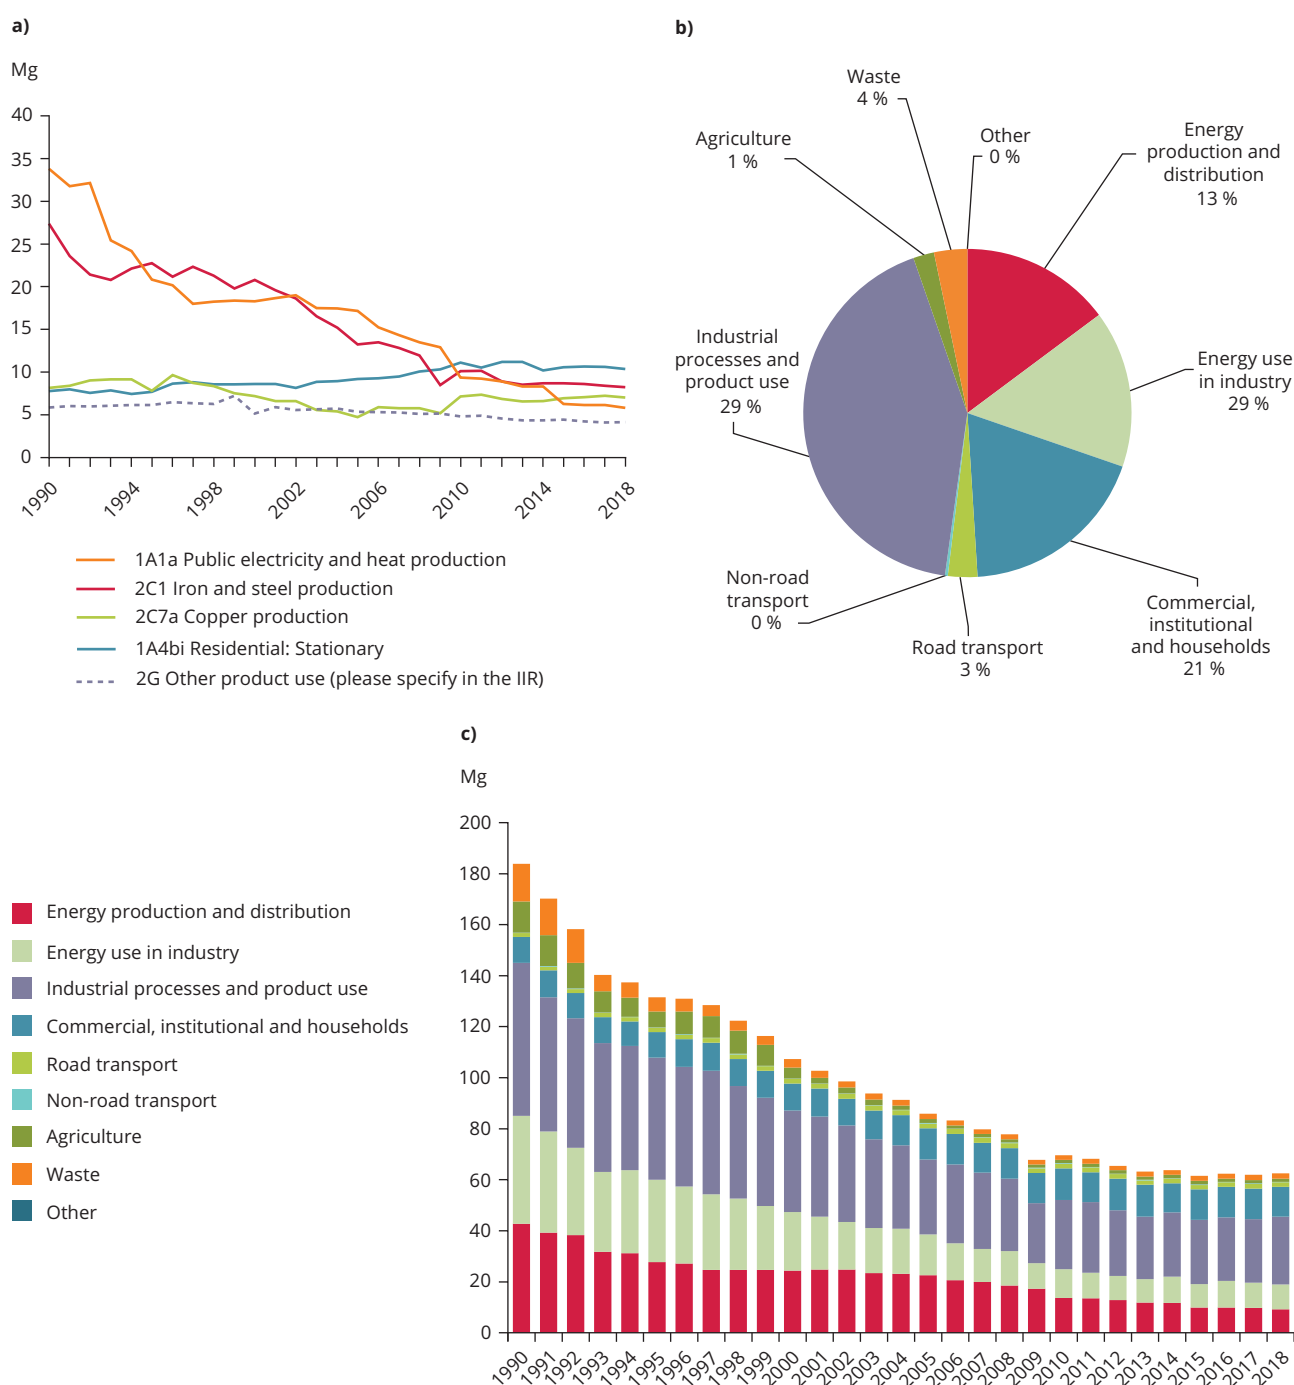 a)
Mg
40
35
30
25
20
15
10
5
0
1990
1994
1998
2002
2006
2010
2014
2018
1A1a Public electricity and heat production
2C1 Iron and steel production
2C7a Copper production
1A4bi Residential: Stationary
2G Other product use (please specify in the IIR)
b)
Waste
4 %
Other
0 %
Agriculture
1 %
Energy
production and
distribution
13 %
Industrial
processes and
product use
29 %
Energy use
in industry
29 %
Non-road
transport
0 %
Road transport
3 %
Commercial,
institutional
and households
21 %
c)
Mg
200
180
160
140
120
100
80
60
40
20
0
1990
1991
1992
1993
1994
1995
1996
1997
1998
1999
2000
2001
2002
2003
2004
2005
2006
2007
2008
2009
2010
2011
2012
2013
2014
2015
2016
2017
2018
Energy production and distribution
Energy use in industry
Industrial processes and product use
Commercial, institutional and households
Road transport
Non-road transport
Agriculture
Waste
Other